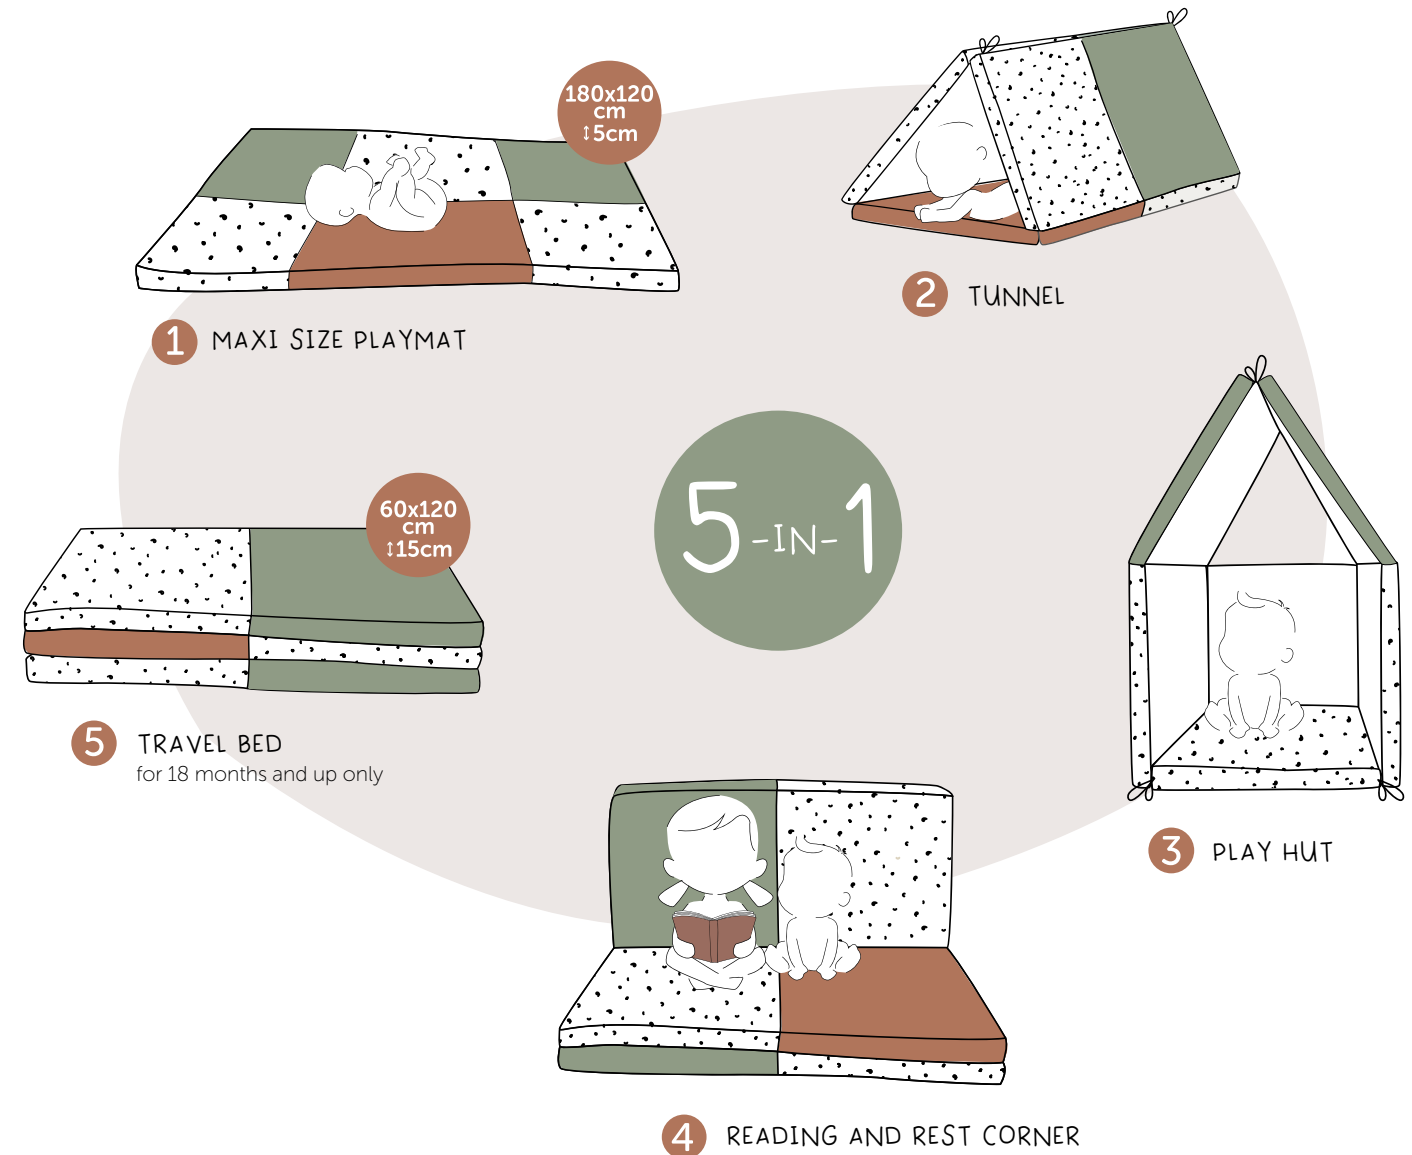 180x120
cm
↕5cm
1 MAXI SIZE PLAYMAT
2 TUNNEL
5-IN-1
3 PLAY HUT
4 READING AND REST CORNER
60x120
cm
↕15cm
5 TRAVEL BED
for 18 months and up only